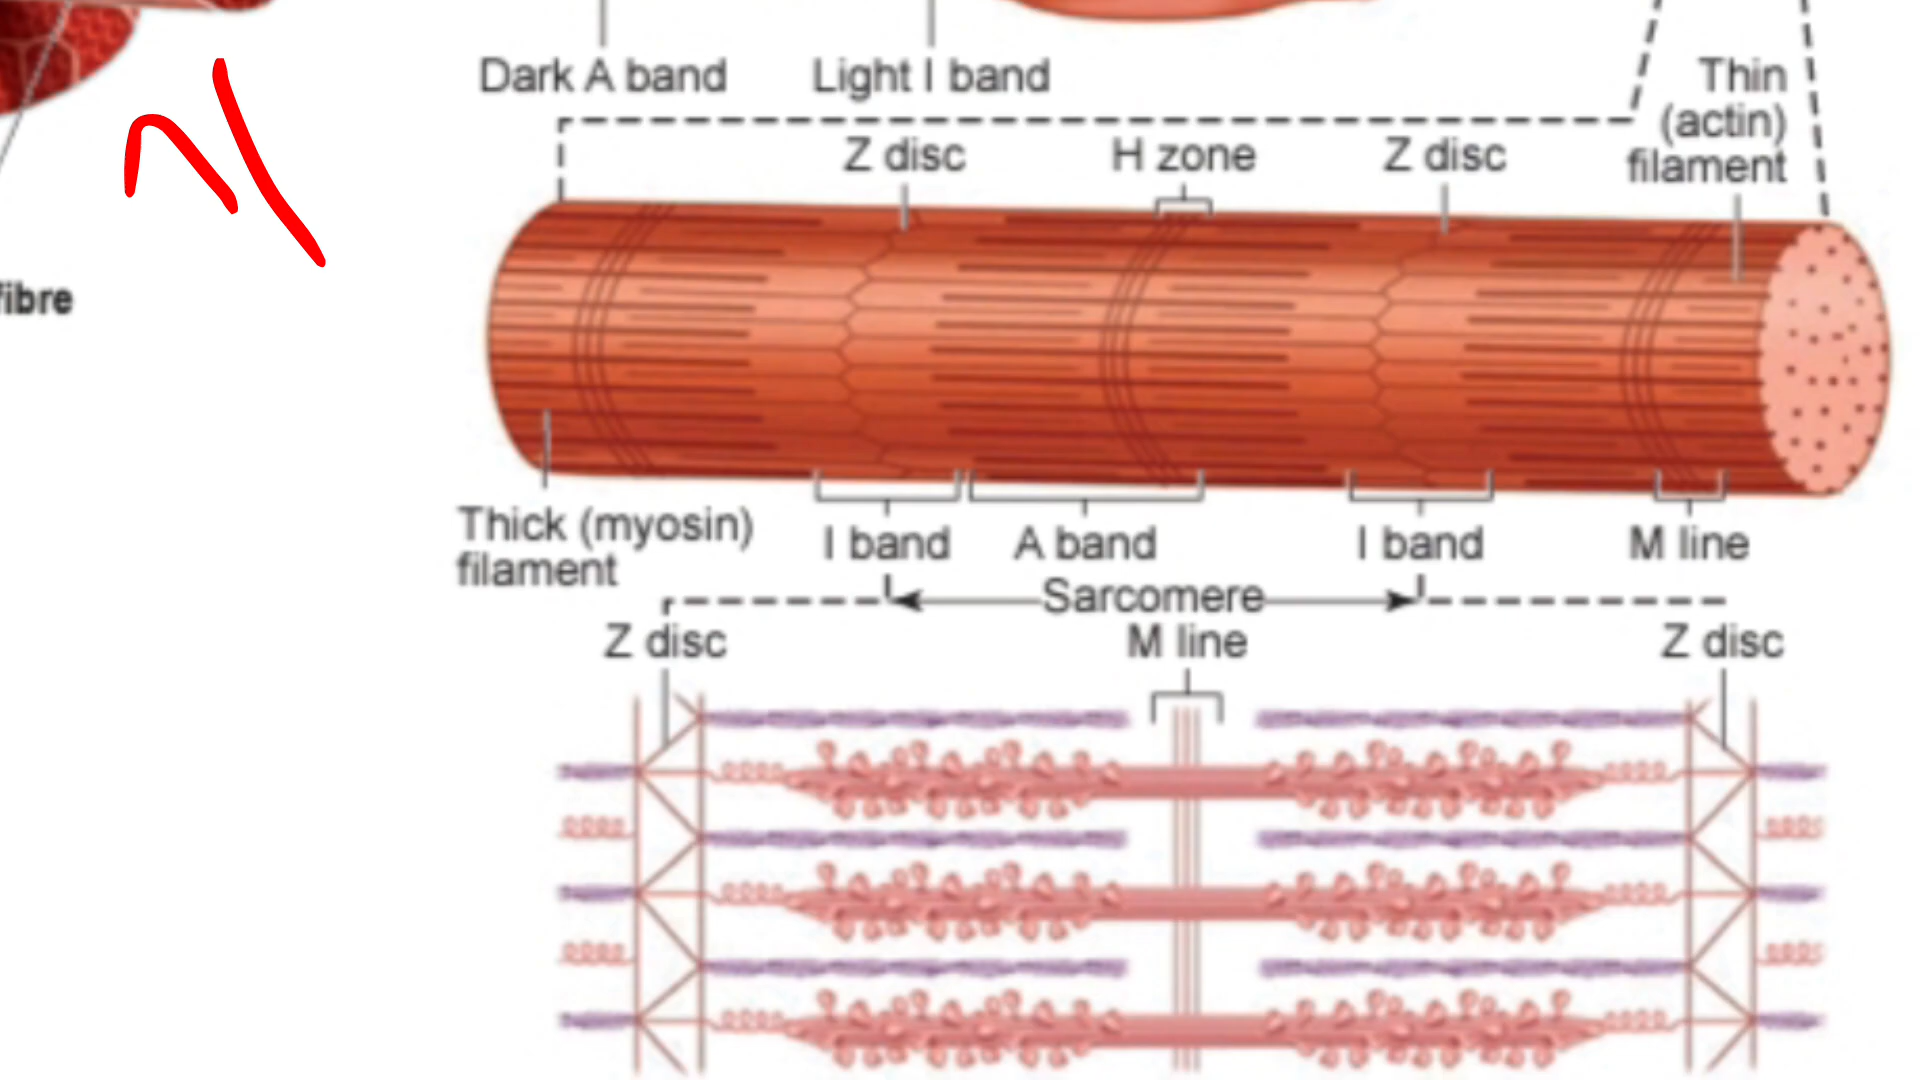 Dark A band
Light I band
Thin
(actin)
filament
Z disc
H zone
Z disc
fibre
Thick (myosin)
filament
I band
A band
I band
M line
Sarcomere
Z disc
M line
Z disc